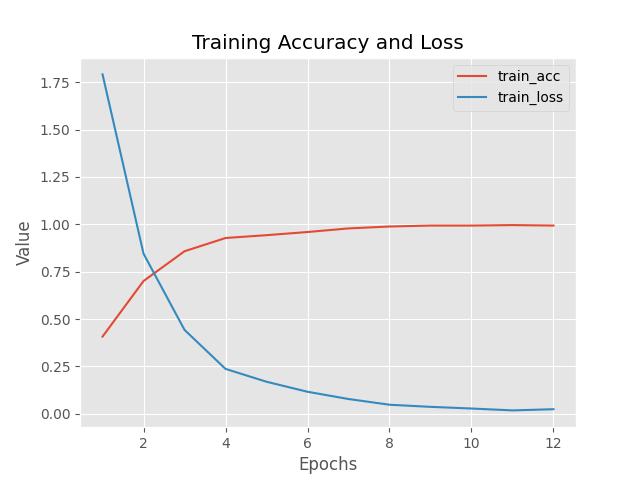 Training Accuracy and Loss
train_acc
train_loss
1.75
1.50
1.25
1.00
0.75
0.50
0.25
0.00
Value
2 4 6 8 10 12
Epochs